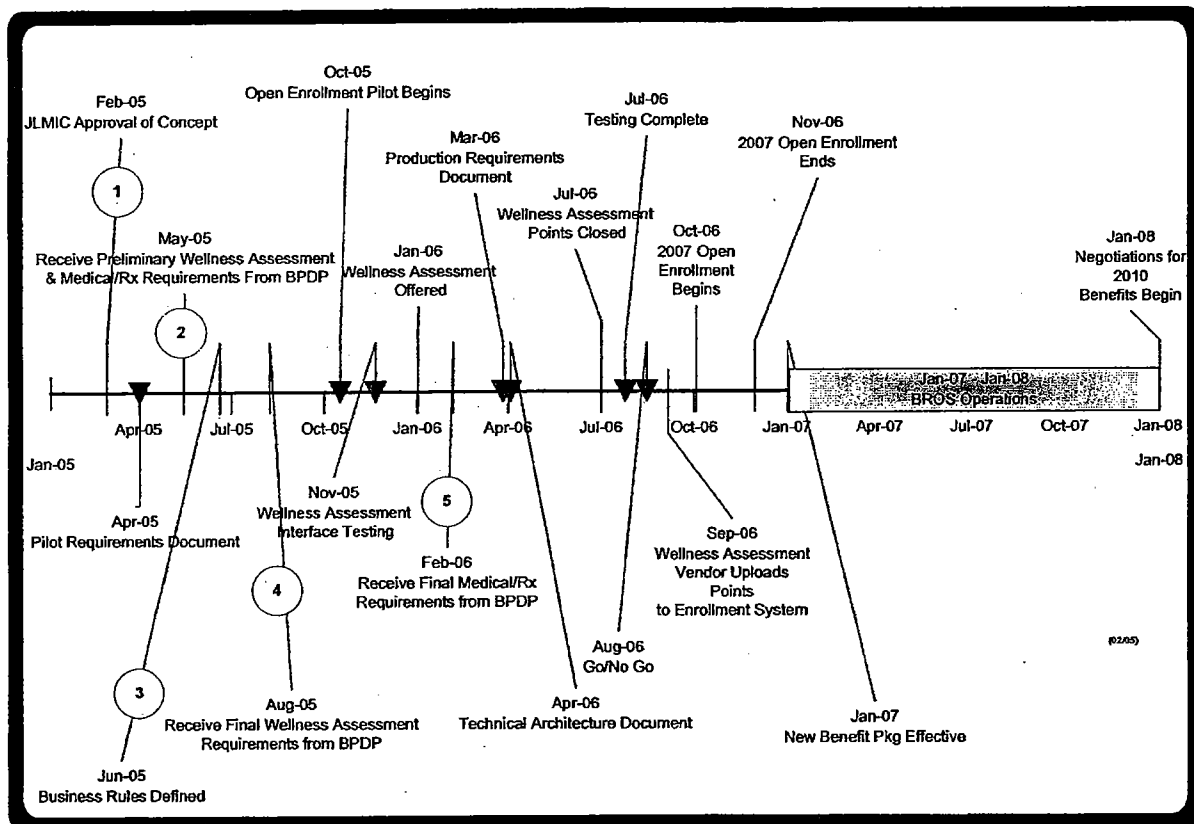 Oct-05
Open Enrollment Pilot Begins
Feb-05
JLMIC Approval of Concept
Jul-06
Testing Complete
Nov-06
2007 Open Enrollment
Ends
Mar-06
Production Requirements
Document
1
Jul-06
Wellness Assessment
Points Closed
May-05
Receive Preliminary Wellness Assessment
& Medical/Rx Requirements From BPDP
Jan-06
Wellness Assessment
Offered
Oct-06
2007 Open
Enrollment
Begins
Jan-08
Negotiations for
2010
Benefits Begin
2
Jan-07 - Jan-08
BROS Operations
Apr-05
Jul-05
Oct-05
Jan-06
Apr-06
Jul-06
Oct-06
Jan-07
Apr-07
Jul-07
Oct-07
Jan-08
Jan-05
Jan-08
Apr-05
Pilot Requirements Document
Nov-05
Wellness Assessment
Interface Testing
5
Feb-06
Receive Final Medical/Rx
Requirements from BPDP
Sep-06
Wellness Assessment
Vendor Uploads
Points
to Enrollment System
4
Aug-06
Go/No Go
(02/05)
3
Aug-05
Receive Final Wellness Assessment
Requirements from BPDP
Apr-06
Technical Architecture Document
Jan-07
New Benefit Pkg Effective
Jun-05
Business Rules Defined